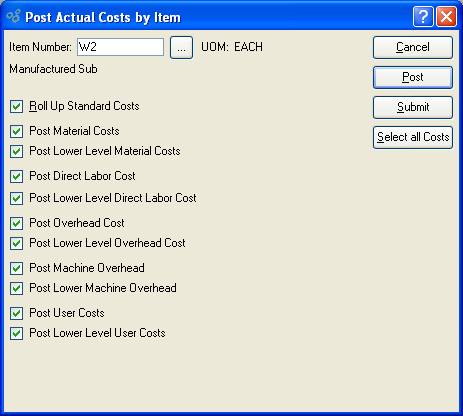 Post Actual Costs by Item
Item Number: W2 ... UOM: EACH
Manufactured Sub
Cancel
Post
Submit
Select all Costs
Roll Up Standard Costs
Post Material Costs
Post Lower Level Material Costs
Post Direct Labor Cost
Post Lower Level Direct Labor Cost
Post Overhead Cost
Post Lower Level Overhead Cost
Post Machine Overhead
Post Lower Machine Overhead
Post User Costs
Post Lower Level User Costs